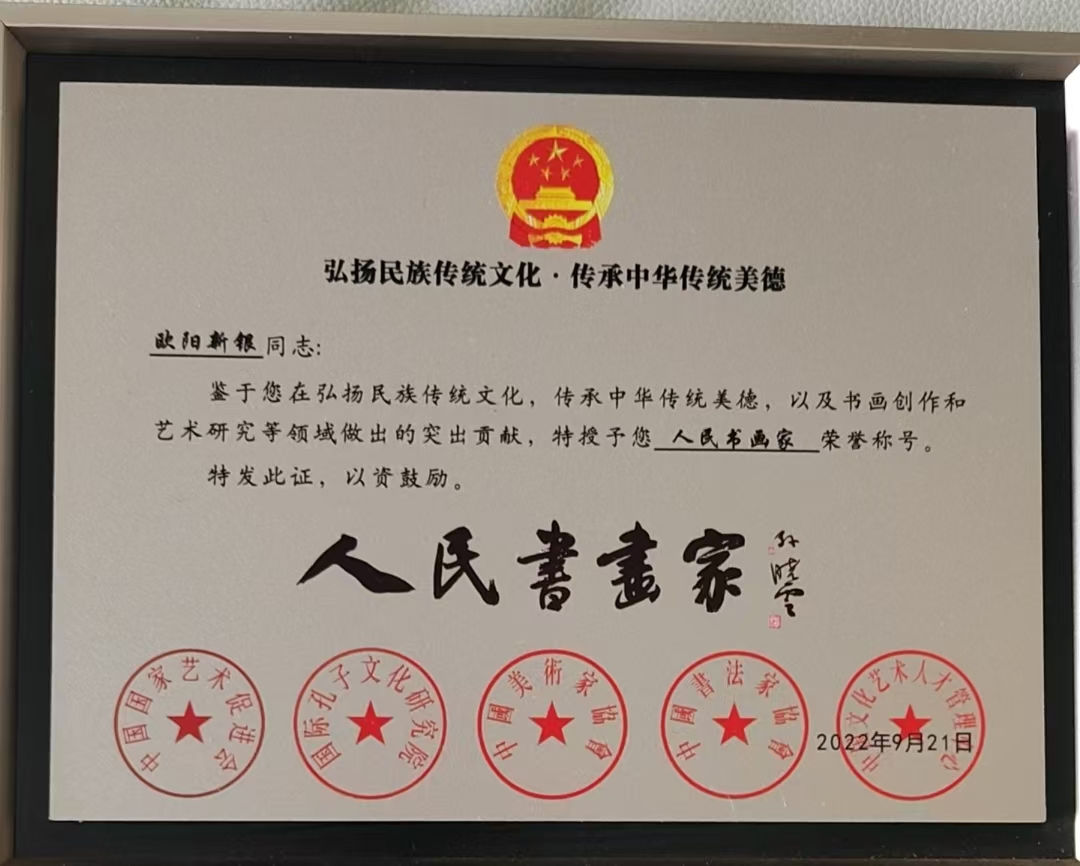 弘扬民族传统文化·传承中华传统美德
欧阳新银同志:
鉴于您在弘扬民族传统文化，传承中华传统美德，以及书画创作和
艺术研究等领域做出的突出贡献，特授予您 人民书画家 荣誉称号。
特发此证，以资鼓励。
人民書畫家
孙晓雲
中国国家艺术促进会
国际孔子文化研究院
中國美術家協會
中國書法家協會
中国文化艺术人才管理中心
2022年9月21日